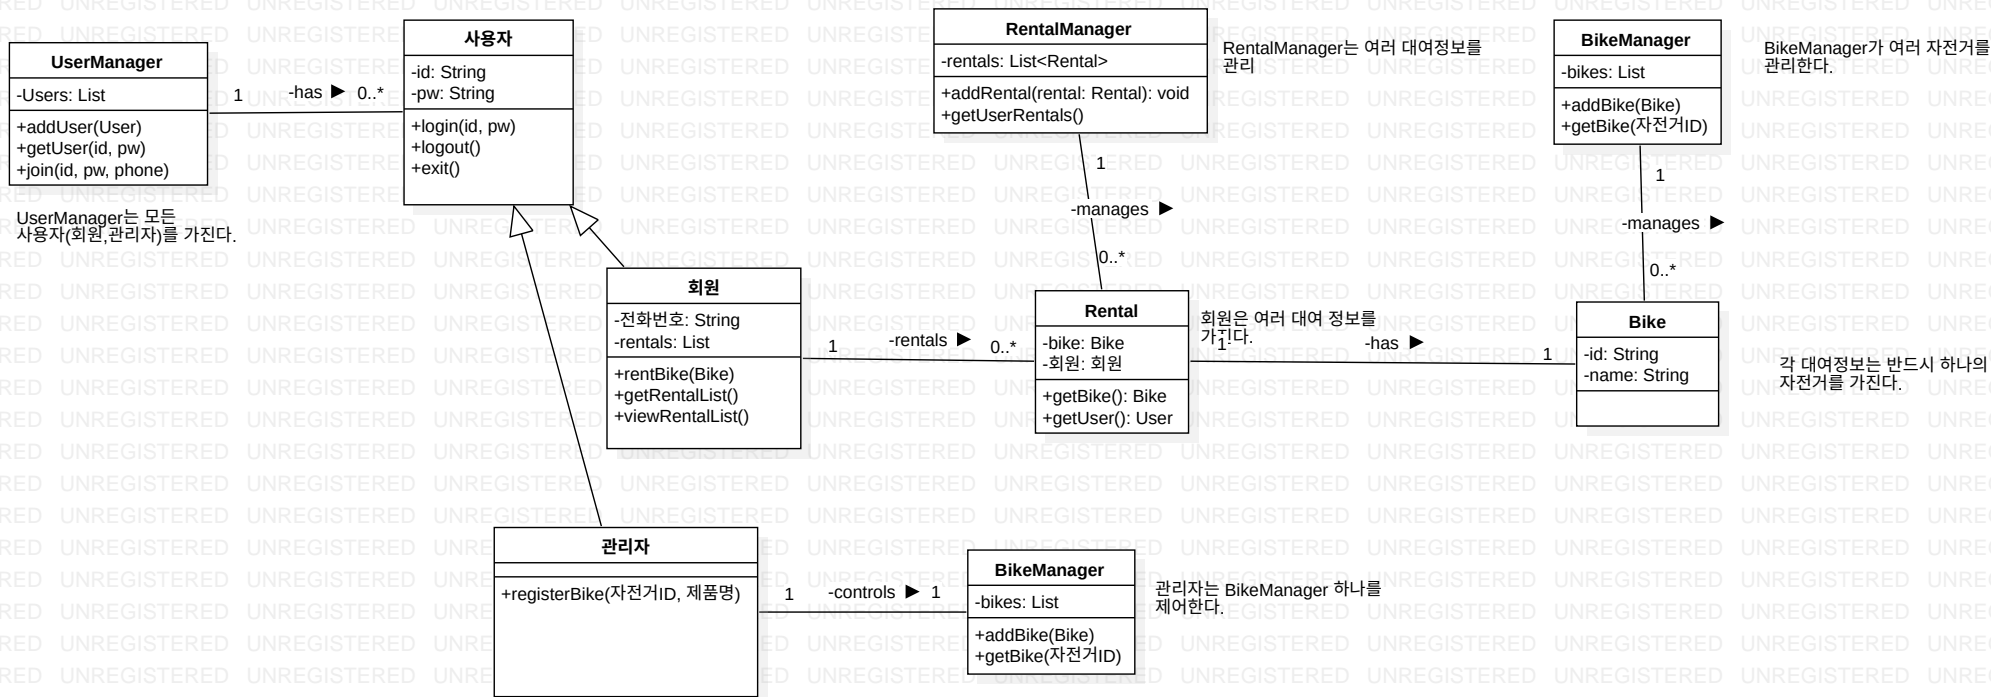 UserManager
-Users: List
+addUser(User)
+getUser(id, pw)
+join(id, pw, phone)
UserManager는 모든
사용자(회원,관리자)를 가진다.
1
-has ▶
0..*
사용자
-id: String
-pw: String
+login(id, pw)
+logout()
+exit()
회원
-전화번호: String
-rentals: List
+rentBike(Bike)
+getRentalList()
+viewRentalList()
관리자
+registerBike(자전거ID, 제품명)
1
-controls ▶
1
BikeManager
-bikes: List
+addBike(Bike)
+getBike(자전거ID)
관리자는 BikeManager 하나를
제어한다.
1
-rentals ▶
0..*
RentalManager
-rentals: List<Rental>
+addRental(rental: Rental): void
+getUserRentals()
RentalManager는 여러 대여정보를
관리
1
-manages ▶
0..*
Rental
-bike: Bike
-회원: 회원
+getBike(): Bike
+getUser(): User
회원은 여러 대여 정보를
가진다.
1
-has ▶
1
BikeManager
-bikes: List
+addBike(Bike)
+getBike(자전거ID)
BikeManager가 여러 자전거를
관리한다.
1
-manages ▶
0..*
Bike
-id: String
-name: String
각 대여정보는 반드시 하나의
자전거를 가진다.
UNREGISTERED